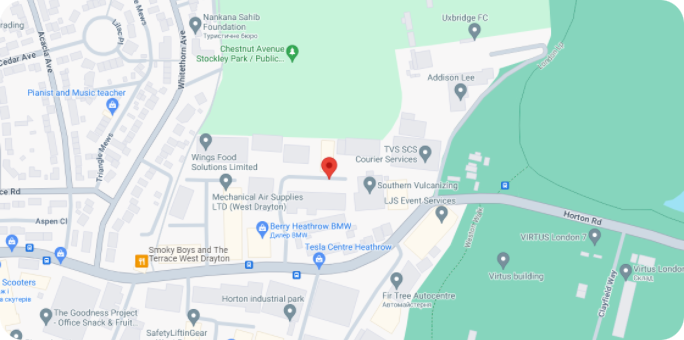 Uxbridge FC
Nankana Sahib
Foundation
Туристичне бюро
rading
Lilac Pl
e Mews
Acacia Ave
Whitethorn Ave
Chestnut Avenue
Stockley Park / Public...
Cedar Ave
Addison Lee
Pianist and Music teacher
Triangle Mews
Wings Food
Solutions Limited
TVS SCS
Courier Services
ce Rd
Mechanical Air Supplies
LTD (West Drayton)
Southern Vulcanizing
LJS Event Services
Aspen Cl
Horton Rd
Berry Heathrow BMW
Дилер BMW
Tesla Centre Heathrow
VIRTUS London 7
Smoky Boys and The
Terrace West Drayton
Virtus building
Virtus London
Склад
Clayfield Way
Scooters
ж і
а скутерів
Horton industrial park
Fir Tree Autocentre
Автомайстерня
The Goodness Project
- Office Snack & Fruit...
SafetyLiftinGear